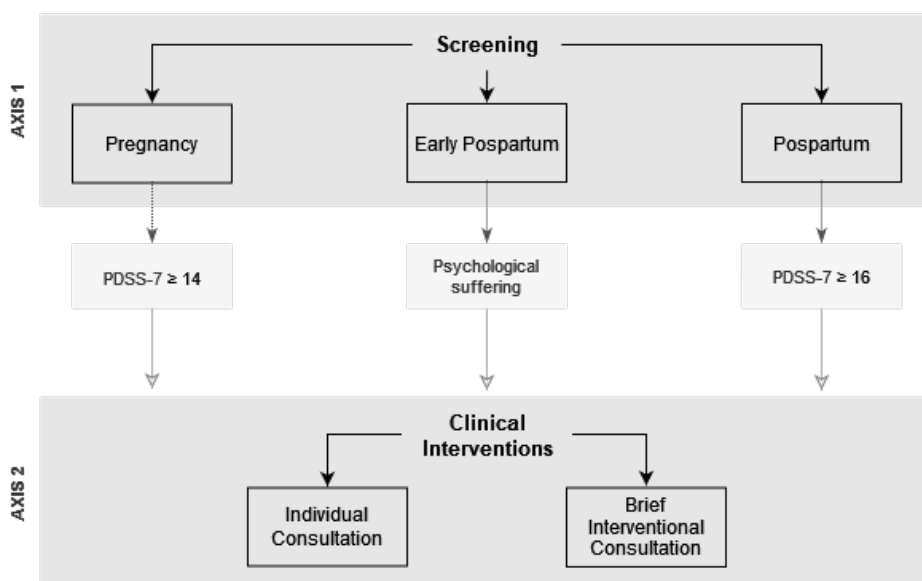 AXIS 1
Screening
Pregnancy
Early Pospartum
Pospartum
PDSS-7 ≥ 14
Psychological
suffering
PDSS-7 ≥ 16
AXIS 2
Clinical
Interventions
Individual
Consultation
Brief
Interventional
Consultation